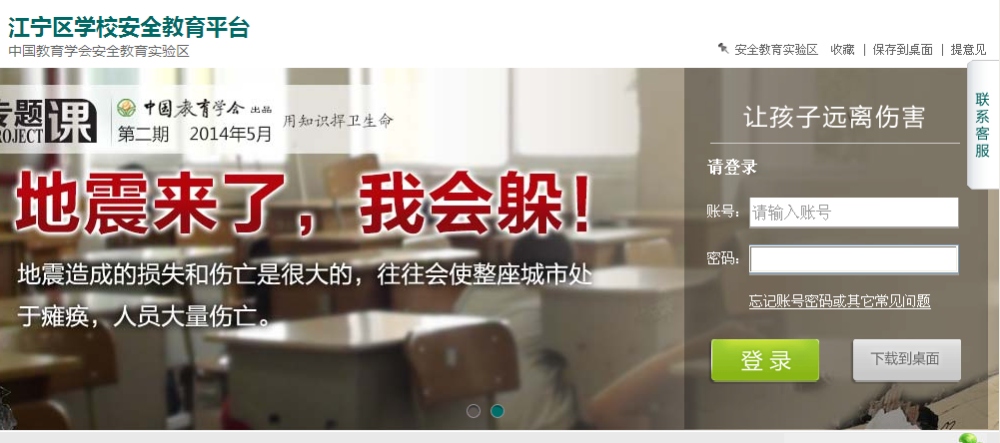 江宁区学校安全教育平台
中国教育学会安全教育实验区
安全教育实验区 收藏 | 保存到桌面 | 提意见
联系客服
专题课
PROJECT
中国教育学会 出品
第二期 2014年5月
用知识捍卫生命
地震来了，我会躲！
地震造成的损失和伤亡是很大的，往往会使整座城市处
于瘫痪，人员大量伤亡。
让孩子远离伤害
请登录
账号： 请输入账号
密码：
忘记账号密码或其它常见问题
登录 下载到桌面